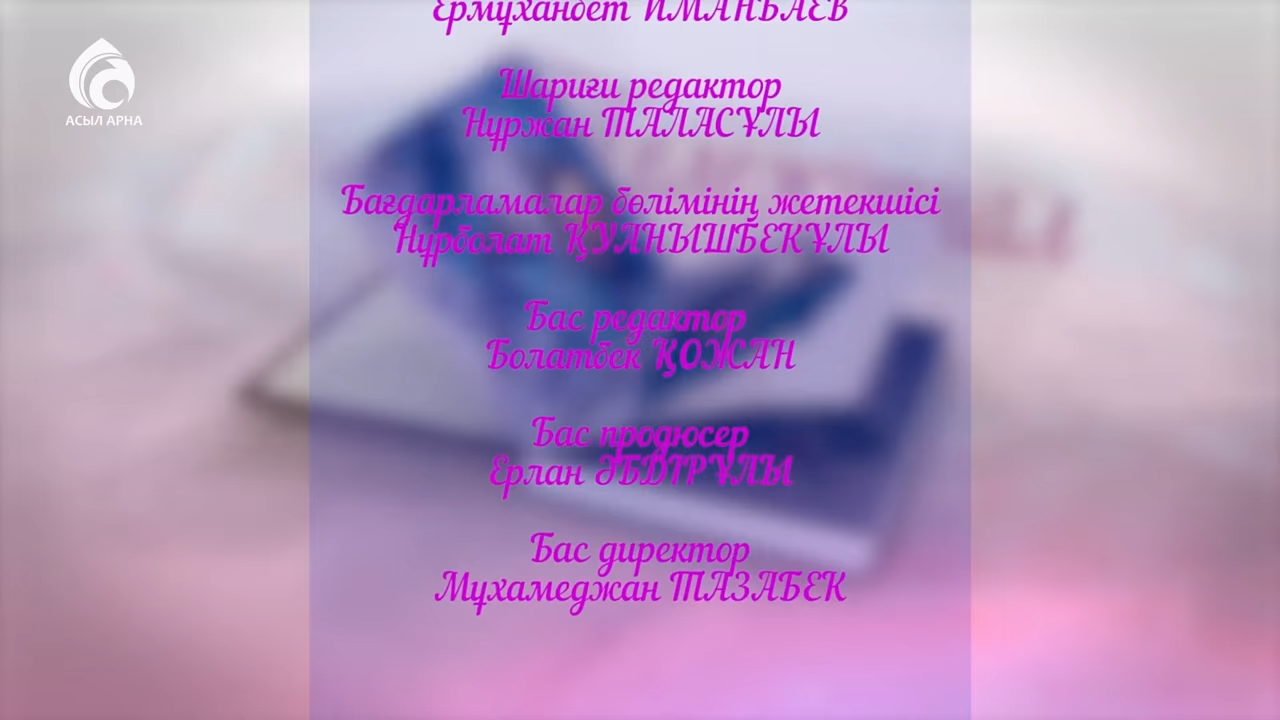 Ермұханбет ИМАНБАЕВ
АСЫЛ АРНА
Шариғи редактор
Нұржан ТАЛАСҰЛЫ
Бағдарламалар бөлімінің жетекшісі
Нұрболат ҚУАНЫШБЕКҰЛЫ
Бас редактор
Болатбек ҚОЖАН
Бас продюсер
Ерлан ӘБДІРҰЛЫ
Бас директор
Мұхамеджан ТАЗАБЕК